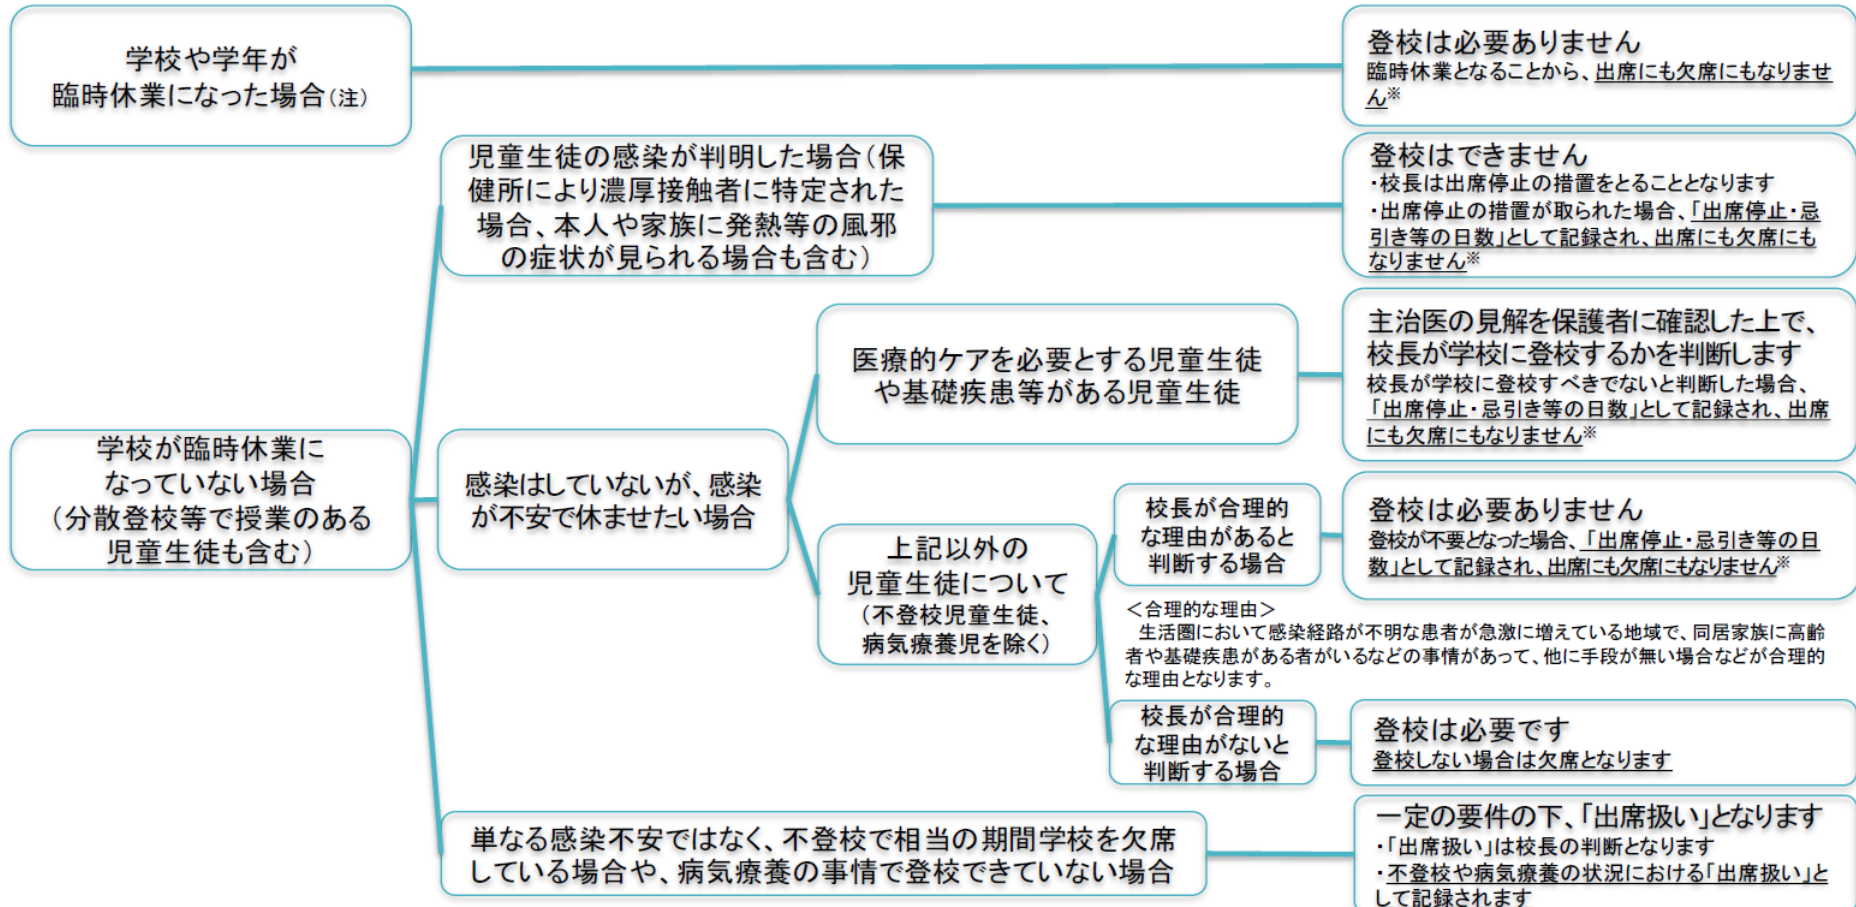 学校や学年が
臨時休業になった場合(注)
登校は必要ありません
臨時休業となることから、出席にも欠席にもなりませ
ん※
児童生徒の感染が判明した場合(保
健所により濃厚接触者に特定された
場合、本人や家族に発熱等の風邪
の症状が見られる場合も含む)
登校はできません
・校長は出席停止の措置をとることとなります
・出席停止の措置が取られた場合、「出席停止・忌
引き等の日数」として記録され、出席にも欠席にも
なりません※
学校が臨時休業に
なっていない場合
(分散登校等で授業のある
児童生徒も含む)
感染はしていないが、感染
が不安で休ませたい場合
医療的ケアを必要とする児童生徒
や基礎疾患等がある児童生徒
主治医の見解を保護者に確認した上で、
校長が学校に登校するかを判断します
校長が学校に登校すべきでないと判断した場合、
「出席停止・忌引き等の日数」として記録され、出席
にも欠席にもなりません※
上記以外の
児童生徒について
(不登校児童生徒、
病気療養児を除く)
校長が合理的
な理由があると
判断する場合
登校は必要ありません
登校が不要となった場合、「出席停止・忌引き等の日
数」として記録され、出席にも欠席にもなりません※
<合理的な理由>
生活圏において感染経路が不明な患者が急激に増えている地域で、同居家族に高齢
者や基礎疾患がある者がいるなどの事情があって、他に手段が無い場合などが合理的
な理由となります。
校長が合理的
な理由がないと
判断する場合
登校は必要です
登校しない場合は欠席となります
単なる感染不安ではなく、不登校で相当の期間学校を欠席
している場合や、病気療養の事情で登校できていない場合
一定の要件の下、「出席扱い」となります
・「出席扱い」は校長の判断となります
・不登校や病気療養の状況における「出席扱い」と
して記録されます